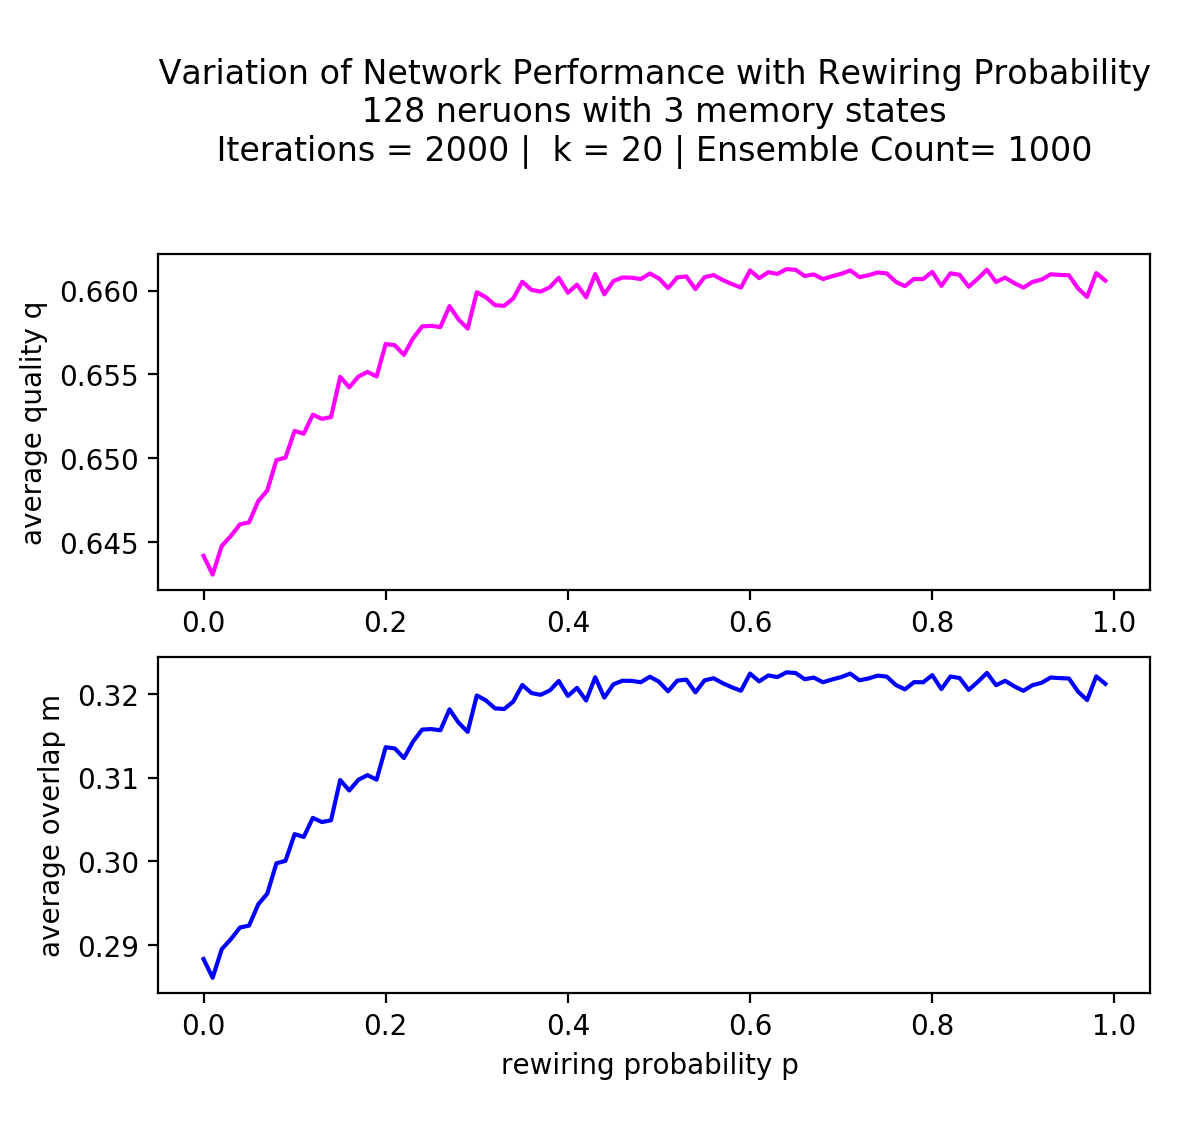 Variation of Network Performance with Rewiring Probability
128 neruons with 3 memory states
Iterations = 2000 |  k = 20 | Ensemble Count= 1000
average quality q
0.660
0.655
0.650
0.645
0.0 0.2 0.4 0.6 0.8 1.0
average overlap m
0.32
0.31
0.30
0.29
0.0 0.2 0.4 0.6 0.8 1.0
rewiring probability p